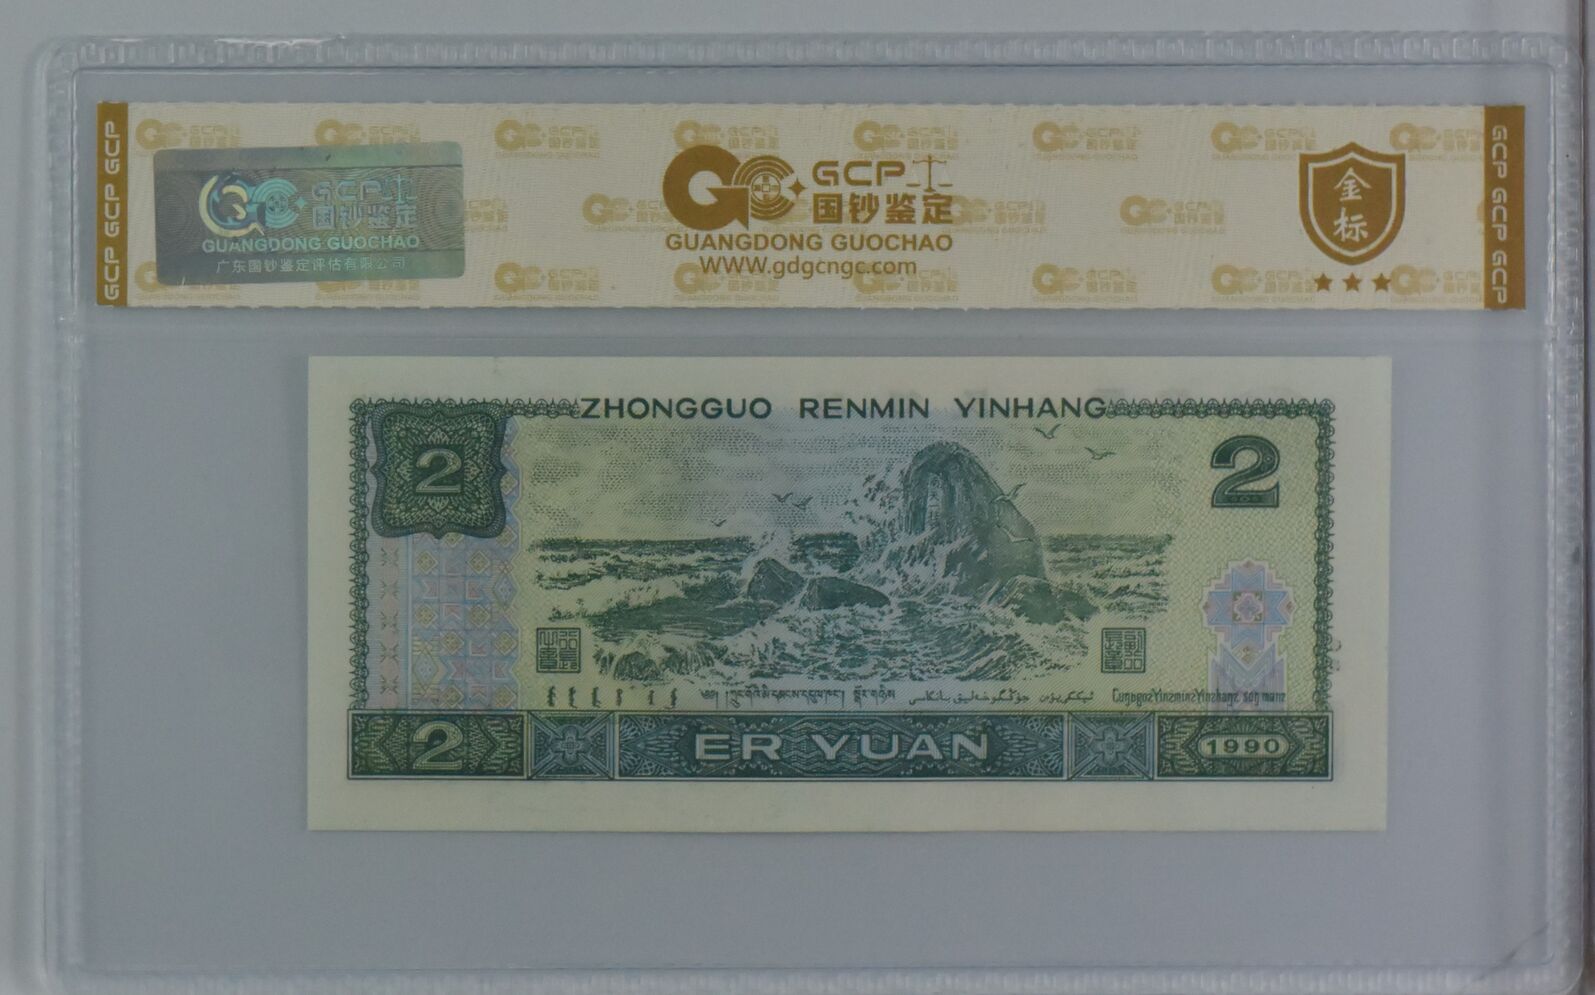 GCP GCP GCP
GCP 国钞鉴定
GUANGDONG GUOCHAO
广东国钞鉴定评估有限公司
GCP
国钞鉴定
GUANGDONG GUOCHAO
WWW.gdgcngc.com
金标
GCP GCP GCP
ZHONGGUO RENMIN YINHANG
2
2
2
ER YUAN
1990